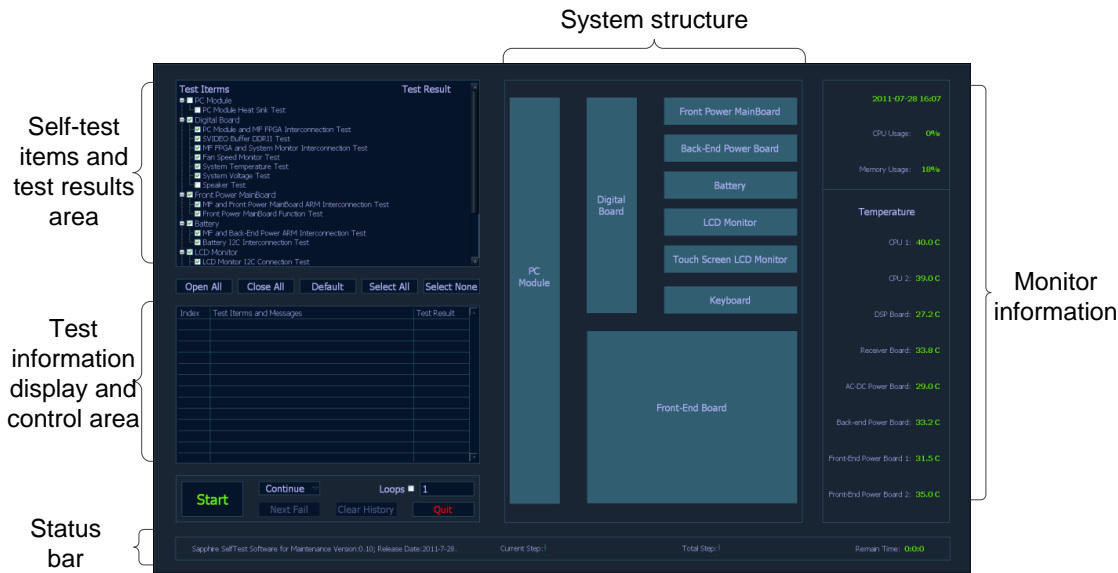 System structure
Self-test
items and
test results
area
Test
information
display and
control area
Status
bar
Monitor
information
Test Iterms Test Result
PC Module
PC Module Heat Sink Test
Digital Board
PC Module and MF FPGA Interconnection Test
SVIDEO Buffer DDRII Test
MF FPGA and System Monitor Interconnection Test
Fan Speed Monitor Test
System Temperature Test
System Voltage Test
Speaker Test
Front Power MainBoard
MF and Front Power MainBoard ARM Interconnection Test
Front Power MainBoard Function Test
Battery
MF and Back-End Power ARM Interconnection Test
Battery I2C Interconnection Test
LCD Monitor
LCD Monitor I2C Connection Test
Open All Close All Default Select All Select None
Index Test Iterms and Messages Test Result
Start
Continue Loops 1
Next Fail Clear History Quit
PC
Module
Digital
Board
Front Power MainBoard
Back-End Power Board
Battery
LCD Monitor
Touch Screen LCD Monitor
Keyboard
Front-End Board
2011-07-28 16:07
CPU Usage: 0%
Memory Usage: 18%
Temperature
CPU 1: 40.0 C
CPU 2: 39.0 C
DSP Board: 27.2 C
Receiver Board: 33.8 C
AC-DC Power Board: 29.0 C
Back-end Power Board: 33.2 C
Front-End Power Board 1: 31.5 C
Front-End Power Board 2: 35.0 C
Sapphire SelfTest Software for Maintenance Version:0.10; Release Date:2011-7-28. Current Step: Total Step: Remain Time: 0:0:0